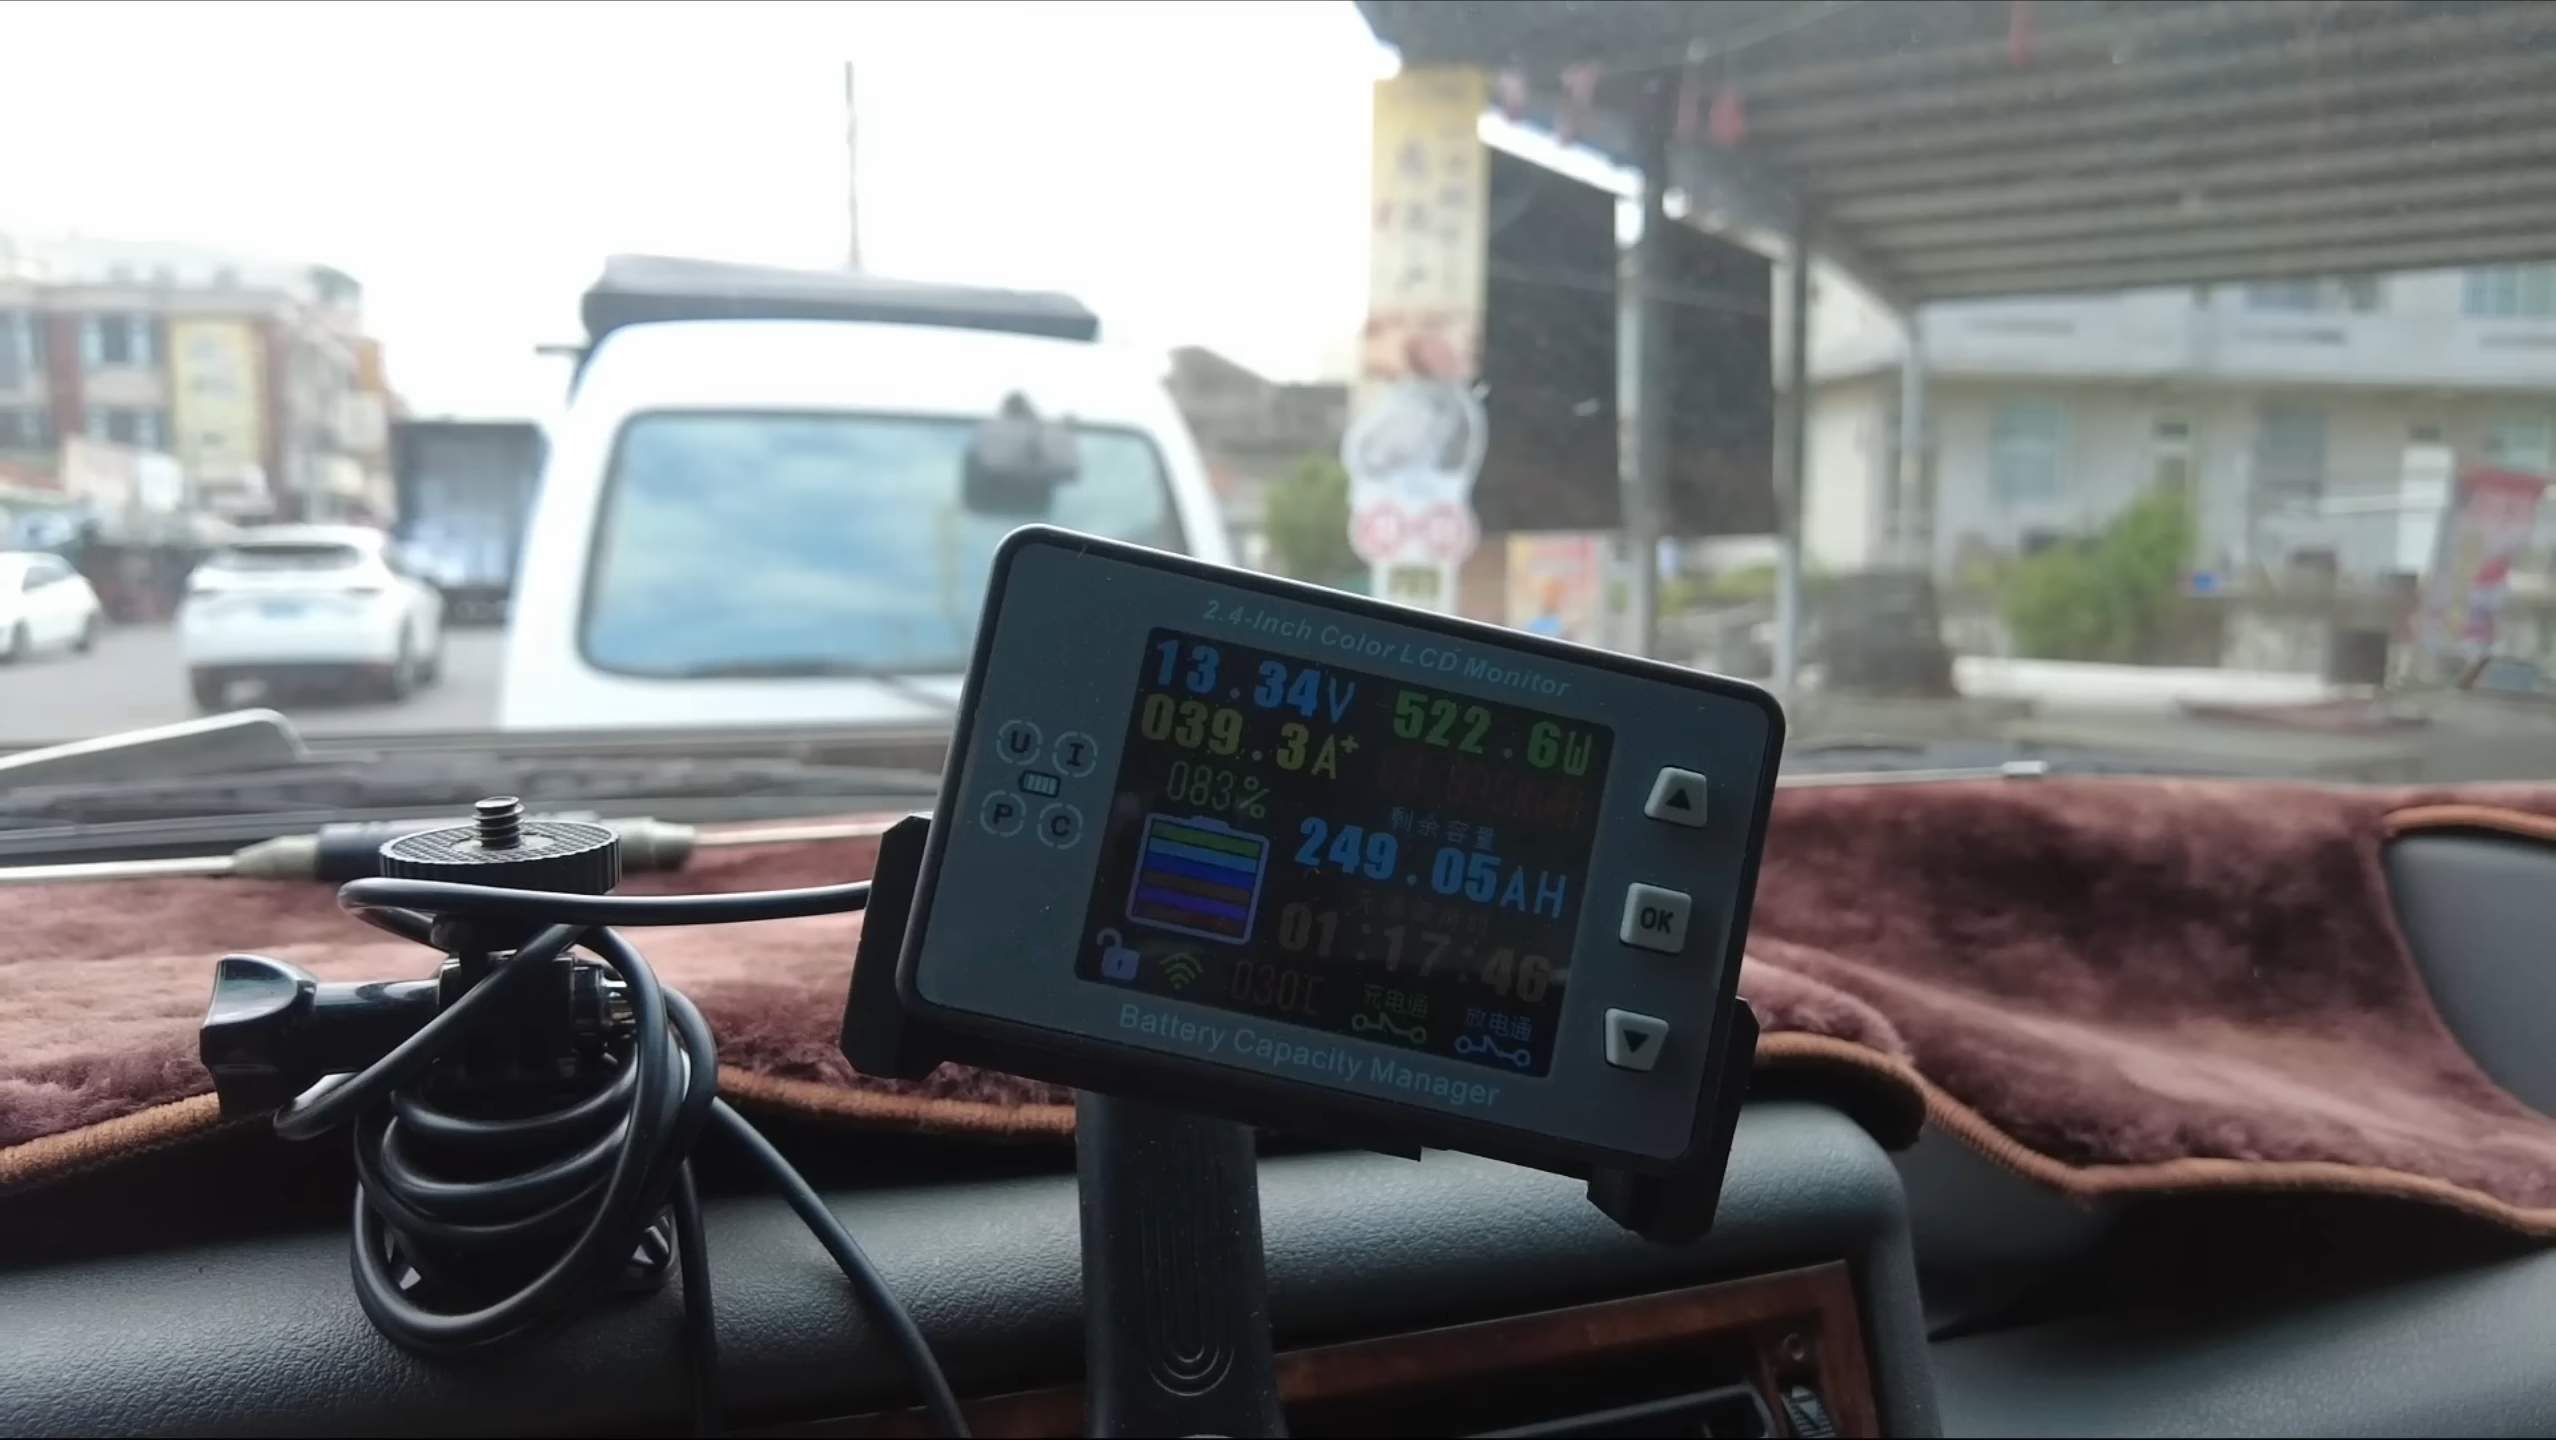 2.4-Inch Color LCD Monitor
13.34V
522.6W
039.3A+
083%
剩余容量
249.05AH
01:17:46
030℃
充电通
放电通
U I
P C
OK
Battery Capacity Manager